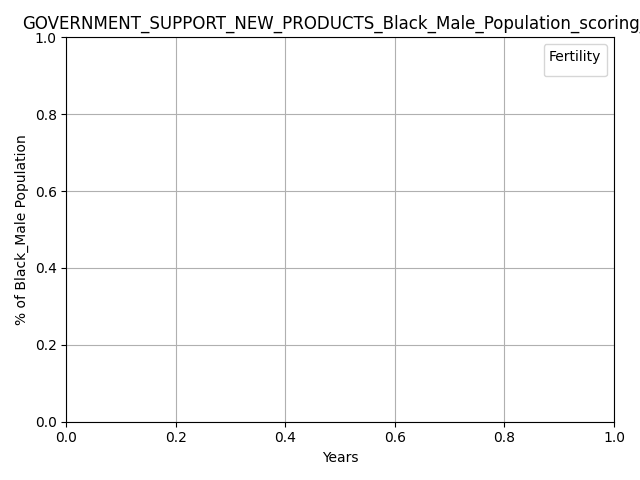 GOVERNMENT_SUPPORT_NEW_PRODUCTS_Black_Male_Population_scoring
Fertility
1.0
0.8
0.6
0.4
0.2
0.0
% of Black_Male Population
0.0 0.2 0.4 0.6 0.8 1.0
Years